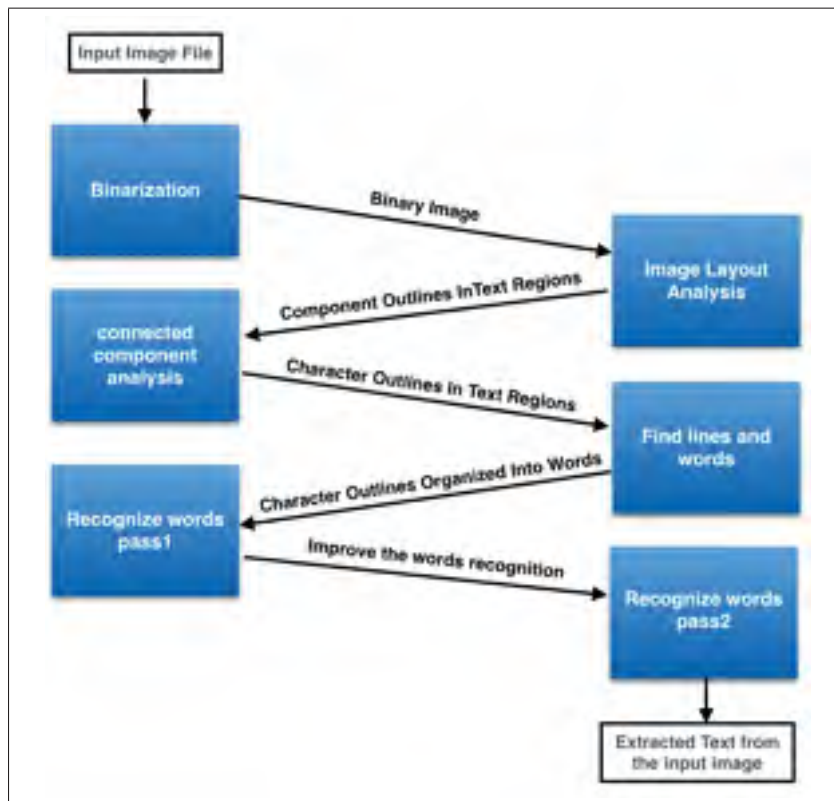 Input Image File
Binarization
Binary Image
Image Layout
Analysis
Component Outlines InText Regions
connected
component
analysis
Character Outlines in Text Regions
Find lines and
words
Character Outlines Organized Into Words
Recognize words
pass1
Improve the words recognition
Recognize words
pass2
Extracted Text from
the input image